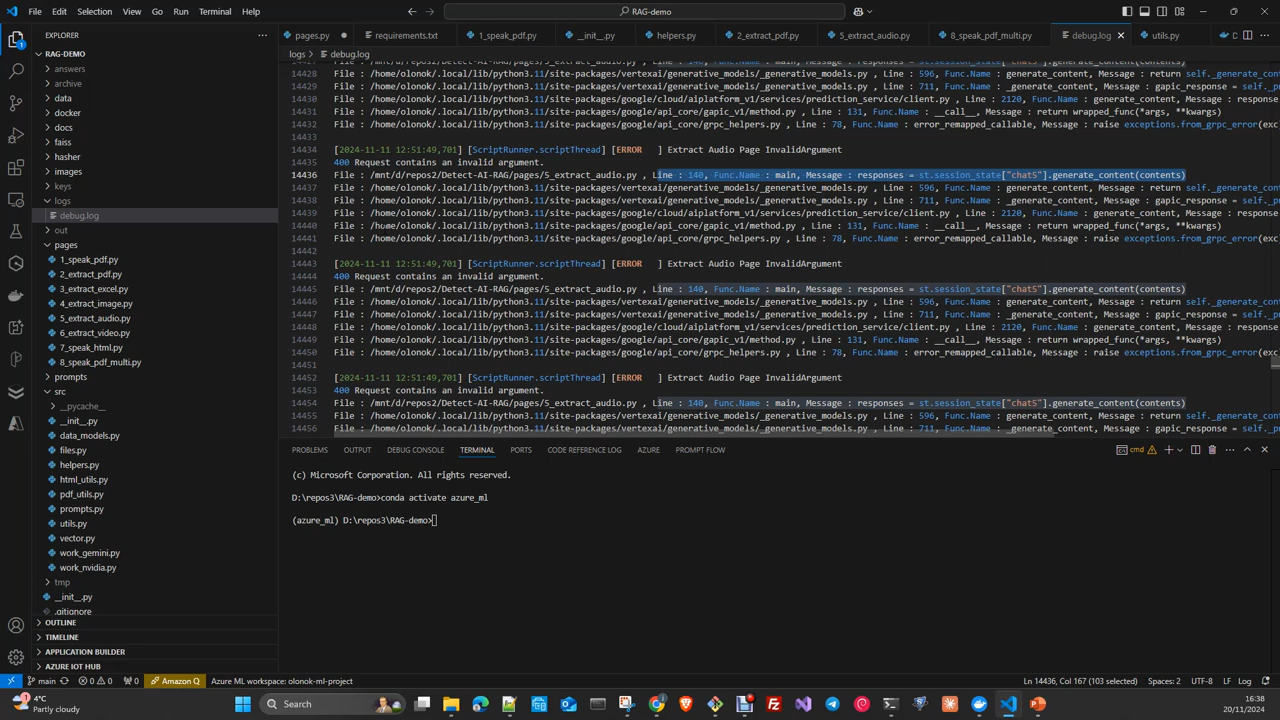 File Edit Selection View Go Run Terminal Help
RAG-demo
EXPLORER
RAG-DEMO
answers
archive
data
docker
docs
faiss
hasher
images
keys
logs
debug.log
out
pages
1_speak_pdf.py
2_extract_pdf.py
3_extract_excel.py
4_extract_image.py
5_extract_audio.py
6_extract_video.py
7_speak_html.py
8_speak_pdf_multi.py
prompts
src
__pycache__
__init__.py
data_models.py
files.py
helpers.py
html_utils.py
pdf_utils.py
prompts.py
utils.py
vector.py
work_gemini.py
work_nvidia.py
tmp
__init__.py
.gitignore
OUTLINE
TIMELINE
APPLICATION BUILDER
AZURE IOT HUB
pages.py requirements.txt 1_speak_pdf.py __init__.py helpers.py 2_extract_pdf.py 5_extract_audio.py 8_speak_pdf_multi.py debug.log utils.py
logs > debug.log
14428 File : /home/olonok/.local/lib/python3.11/site-packages/vertexai/generative_models/_generative_models.py , Line : 596, Func.Name : generate_content, Message : return self._generate_co
14429 File : /home/olonok/.local/lib/python3.11/site-packages/vertexai/generative_models/_generative_models.py , Line : 711, Func.Name : _generate_content, Message : gapic_response = self._pre
14430 File : /home/olonok/.local/lib/python3.11/site-packages/google/cloud/aiplatform_v1/services/prediction_service/client.py , Line : 2120, Func.Name : generate_content, Message : response
14431 File : /home/olonok/.local/lib/python3.11/site-packages/google/api_core/gapic_v1/method.py , Line : 131, Func.Name : __call__, Message : return wrapped_func(*args, **kwargs)
14432 File : /home/olonok/.local/lib/python3.11/site-packages/google/api_core/grpc_helpers.py , Line : 78, Func.Name : error_remapped_callable, Message : raise exceptions.from_grpc_error(exc
14433
14434 [2024-11-11 12:51:49,701] [ScriptRunner.scriptThread] [ERROR ] Extract Audio Page InvalidArgument
14435 400 Request contains an invalid argument.
14436 File : /mnt/d/repos2/Detect-AI-RAG/pages/5_extract_audio.py , Line : 140, Func.Name : main, Message : responses = st.session_state["chat5"].generate_content(contents)
14437 File : /home/olonok/.local/lib/python3.11/site-packages/vertexai/generative_models/_generative_models.py , Line : 596, Func.Name : generate_content, Message : return self._generate_co
14438 File : /home/olonok/.local/lib/python3.11/site-packages/vertexai/generative_models/_generative_models.py , Line : 711, Func.Name : _generate_content, Message : gapic_response = self._pre
14439 File : /home/olonok/.local/lib/python3.11/site-packages/google/cloud/aiplatform_v1/services/prediction_service/client.py , Line : 2120, Func.Name : generate_content, Message : response
14440 File : /home/olonok/.local/lib/python3.11/site-packages/google/api_core/gapic_v1/method.py , Line : 131, Func.Name : __call__, Message : return wrapped_func(*args, **kwargs)
14441 File : /home/olonok/.local/lib/python3.11/site-packages/google/api_core/grpc_helpers.py , Line : 78, Func.Name : error_remapped_callable, Message : raise exceptions.from_grpc_error(exc
14442
14443 [2024-11-11 12:51:49,701] [ScriptRunner.scriptThread] [ERROR ] Extract Audio Page InvalidArgument
14444 400 Request contains an invalid argument.
14445 File : /mnt/d/repos2/Detect-AI-RAG/pages/5_extract_audio.py , Line : 140, Func.Name : main, Message : responses = st.session_state["chat5"].generate_content(contents)
14446 File : /home/olonok/.local/lib/python3.11/site-packages/vertexai/generative_models/_generative_models.py , Line : 596, Func.Name : generate_content, Message : return self._generate_co
14447 File : /home/olonok/.local/lib/python3.11/site-packages/vertexai/generative_models/_generative_models.py , Line : 711, Func.Name : _generate_content, Message : gapic_response = self._pre
14448 File : /home/olonok/.local/lib/python3.11/site-packages/google/cloud/aiplatform_v1/services/prediction_service/client.py , Line : 2120, Func.Name : generate_content, Message : response
14449 File : /home/olonok/.local/lib/python3.11/site-packages/google/api_core/gapic_v1/method.py , Line : 131, Func.Name : __call__, Message : return wrapped_func(*args, **kwargs)
14450 File : /home/olonok/.local/lib/python3.11/site-packages/google/api_core/grpc_helpers.py , Line : 78, Func.Name : error_remapped_callable, Message : raise exceptions.from_grpc_error(exc
14451
14452 [2024-11-11 12:51:49,701] [ScriptRunner.scriptThread] [ERROR ] Extract Audio Page InvalidArgument
14453 400 Request contains an invalid argument.
14454 File : /mnt/d/repos2/Detect-AI-RAG/pages/5_extract_audio.py , Line : 140, Func.Name : main, Message : responses = st.session_state["chat5"].generate_content(contents)
14455 File : /home/olonok/.local/lib/python3.11/site-packages/vertexai/generative_models/_generative_models.py , Line : 596, Func.Name : generate_content, Message : return self._generate_co
14456 File : /home/olonok/.local/lib/python3.11/site-packages/vertexai/generative_models/_generative_models.py , Line : 711, Func.Name : _generate_content, Message : gapic_response = self._pre
PROBLEMS OUTPUT DEBUG CONSOLE TERMINAL PORTS CODE REFERENCE LOG AZURE PROMPT FLOW
cmd
(c) Microsoft Corporation. All rights reserved.
D:\repos3\RAG-demo>conda activate azure_ml
(azure_ml) D:\repos3\RAG-demo>
main 0 0 0 Amazon Q Azure ML workspace: olonok-ml-project
Ln 14436, Col 167 (103 selected) Spaces: 2 UTF-8 LF Log
4°C
Partly cloudy
Search
16:38
20/11/2024